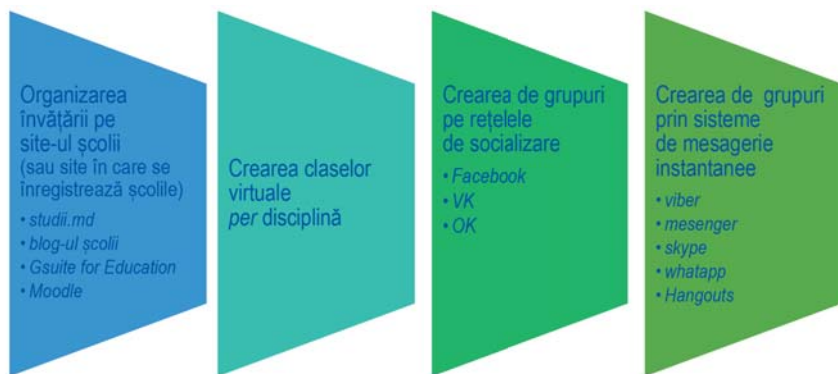 Organizarea
învățării pe
site-ul școlii
(sau site în care se
înregistrează școlile)
• studii.md
• blog-ul școlii
• Gsuite for Education
• Moodle
Crearea claselor
virtuale
per disciplină
Crearea de grupuri
pe rețelele
de socializare
• Facebook
• VK
• OK
Crearea de grupuri
prin sisteme
de mesagerie
instantanee
• viber
• mesenger
• skype
• whatapp
• Hangouts